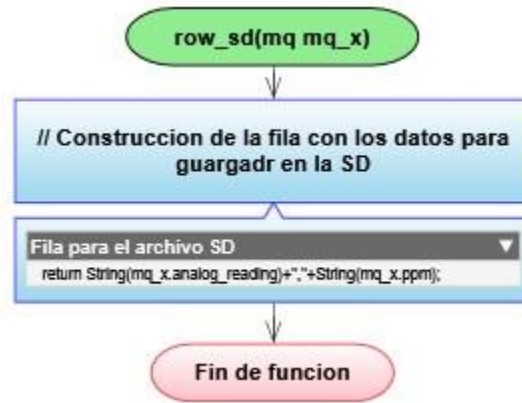 row_sd(mq mq_x)
// Construccion de la fila con los datos para
guargadr en la SD
Fila para el archivo SD
return String(mq_x.analog_reading)+","+String(mq_x.ppm);
Fin de funcion